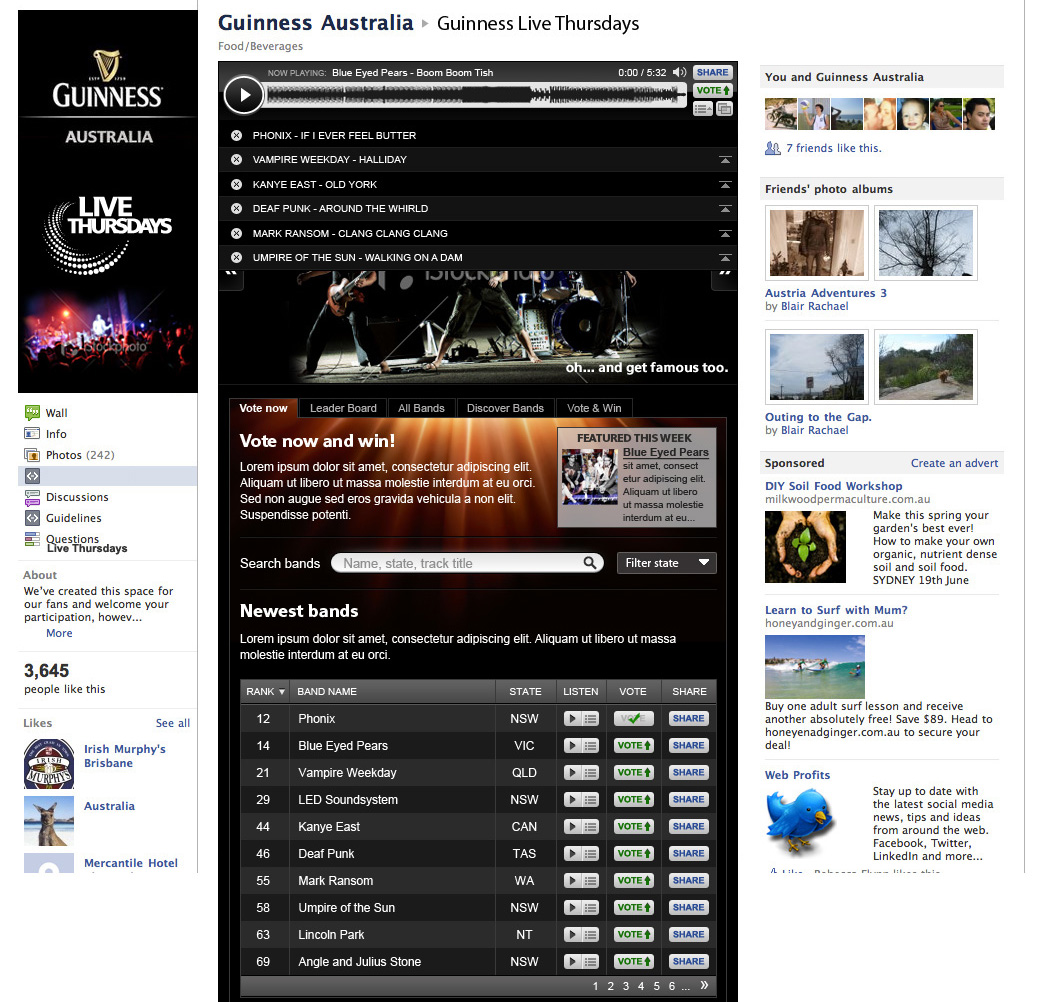 GUINNESS
AUSTRALIA
LIVE
THURSDAYS
iStockphoto
Wall
Info
Photos (242)
Discussions
Guidelines
Questions
Live Thursdays
About
We've created this space for
our fans and welcome your
participation, howev...
More
3,645
people like this
Likes See all
Irish Murphy's
Brisbane
Australia
Mercantile Hotel
Guinness Australia Guinness Live Thursdays
Food/Beverages
NOW PLAYING: Blue Eyed Pears - Boom Boom Tish 0:00 / 5:32 SHARE
VOTE
PHONIX - IF I EVER FEEL BUTTER
VAMPIRE WEEKDAY - HALLIDAY
KANYE EAST - OLD YORK
DEAF PUNK - AROUND THE WHIRLD
MARK RANSOM - CLANG CLANG CLANG
UMPIRE OF THE SUN - WALKING ON A DAM
oh... and get famous too.
Vote now Leader Board All Bands Discover Bands Vote & Win
Vote now and win!
Lorem ipsum dolor sit amet, consectetur adipiscing elit.
Aliquam ut libero ut massa molestie interdum at eu orci.
Sed non augue sed eros gravida vehicula a non elit.
Suspendisse potenti.
FEATURED THIS WEEK
Blue Eyed Pears
sit amet, consect
etur adipiscing elit.
Aliquam ut libero
ut massa molestie
interdum at eu...
Search bands Name, state, track title Filter state
Newest bands
Lorem ipsum dolor sit amet, consectetur adipiscing elit. Aliquam ut libero ut massa
molestie interdum at eu orci.
RANK BAND NAME STATE LISTEN VOTE SHARE
12 Phonix NSW VOTE SHARE
14 Blue Eyed Pears VIC VOTE SHARE
21 Vampire Weekday QLD VOTE SHARE
29 LED Soundsystem NSW VOTE SHARE
44 Kanye East CAN VOTE SHARE
46 Deaf Punk TAS VOTE SHARE
55 Mark Ransom WA VOTE SHARE
58 Umpire of the Sun NSW VOTE SHARE
63 Lincoln Park NT VOTE SHARE
69 Angle and Julius Stone NSW VOTE SHARE
1 2 3 4 5 6 ... »
You and Guinness Australia
7 friends like this.
Friends' photo albums
Austria Adventures 3
by Blair Rachael
Outing to the Gap.
by Blair Rachael
Sponsored Create an advert
DIY Soil Food Workshop
milkwoodpermaculture.com.au
Make this spring your
garden's best ever!
How to make your own
organic, nutrient dense
soil and soil food.
SYDNEY 19th June
Learn to Surf with Mum?
honeyandginger.com.au
Buy one adult surf lesson and receive
another absolutely free! Save $89. Head to
honeyenadginger.com.au to secure your
deal!
Web Profits
Stay up to date with
the latest social media
news, tips and ideas
from around the web.
Facebook, Twitter,
LinkedIn and more...